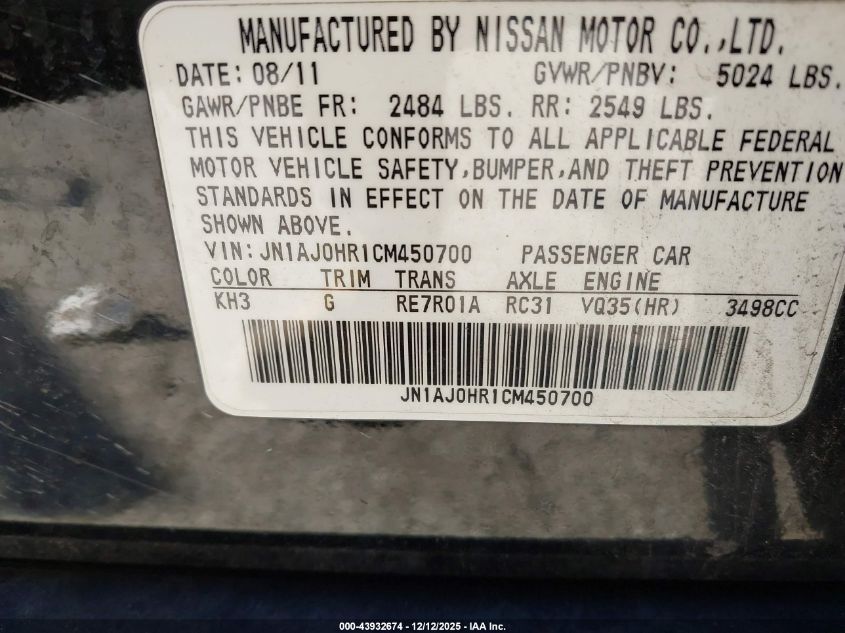 MANUFACTURED BY NISSAN MOTOR CO.,LTD.
DATE: 08/11 GVWR/PNBV: 5024 LBS.
GAWR/PNBE FR: 2484 LBS. RR: 2549 LBS.
THIS VEHICLE CONFORMS TO ALL APPLICABLE FEDERAL
MOTOR VEHICLE SAFETY,BUMPER,AND THEFT PREVENTION
STANDARDS IN EFFECT ON THE DATE OF MANUFACTURE
SHOWN ABOVE.
VIN:JN1AJ0HR1CM450700 PASSENGER CAR
COLOR TRIM TRANS AXLE ENGINE
KH3 G RE7R01A RC31 VQ35(HR) 3498CC
JN1AJ0HR1CM450700
000-43932674 - 12/12/2025 - IAA Inc.